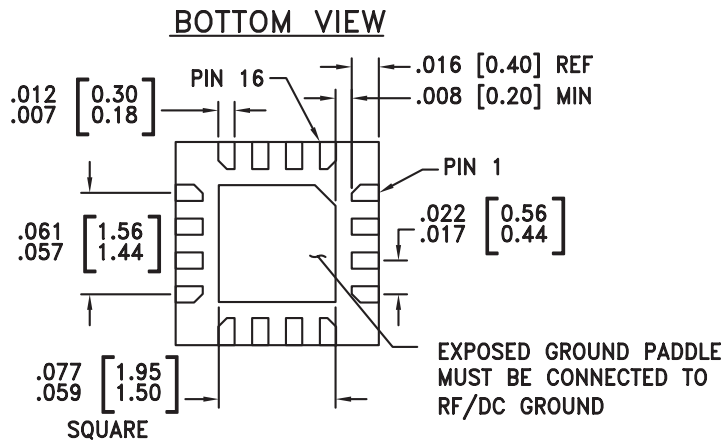 BOTTOM VIEW
PIN 16
.016 [0.40] REF
.008 [0.20] MIN
.012 [0.30]
.007 [0.18]
PIN 1
.022 [0.56]
.017 [0.44]
.061 [1.56]
.057 [1.44]
.077 [1.95]
.059 [1.50]
SQUARE
EXPOSED GROUND PADDLE
MUST BE CONNECTED TO
RF/DC GROUND